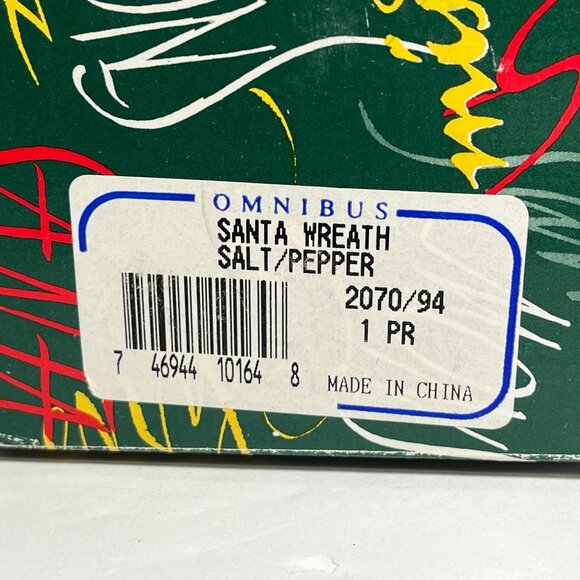 OMNIBUS
SANTA WREATH
SALT/PEPPER
2070/94
1 PR
7 46944 10164 8
MADE IN CHINA